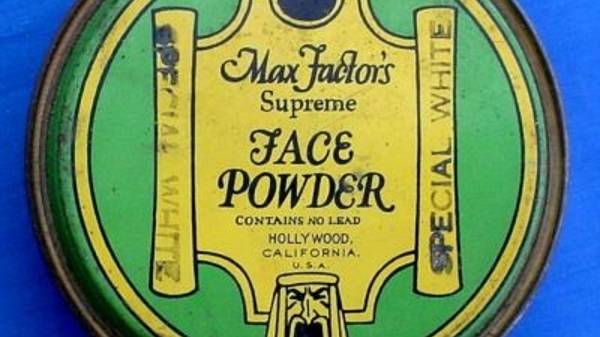 Max Factor's
Supreme
FACE
POWDER
CONTAINS NO LEAD
HOLLYWOOD,
CALIFORNIA.
U.S.A.
SPECIAL WHITE
SPECIAL WHITE